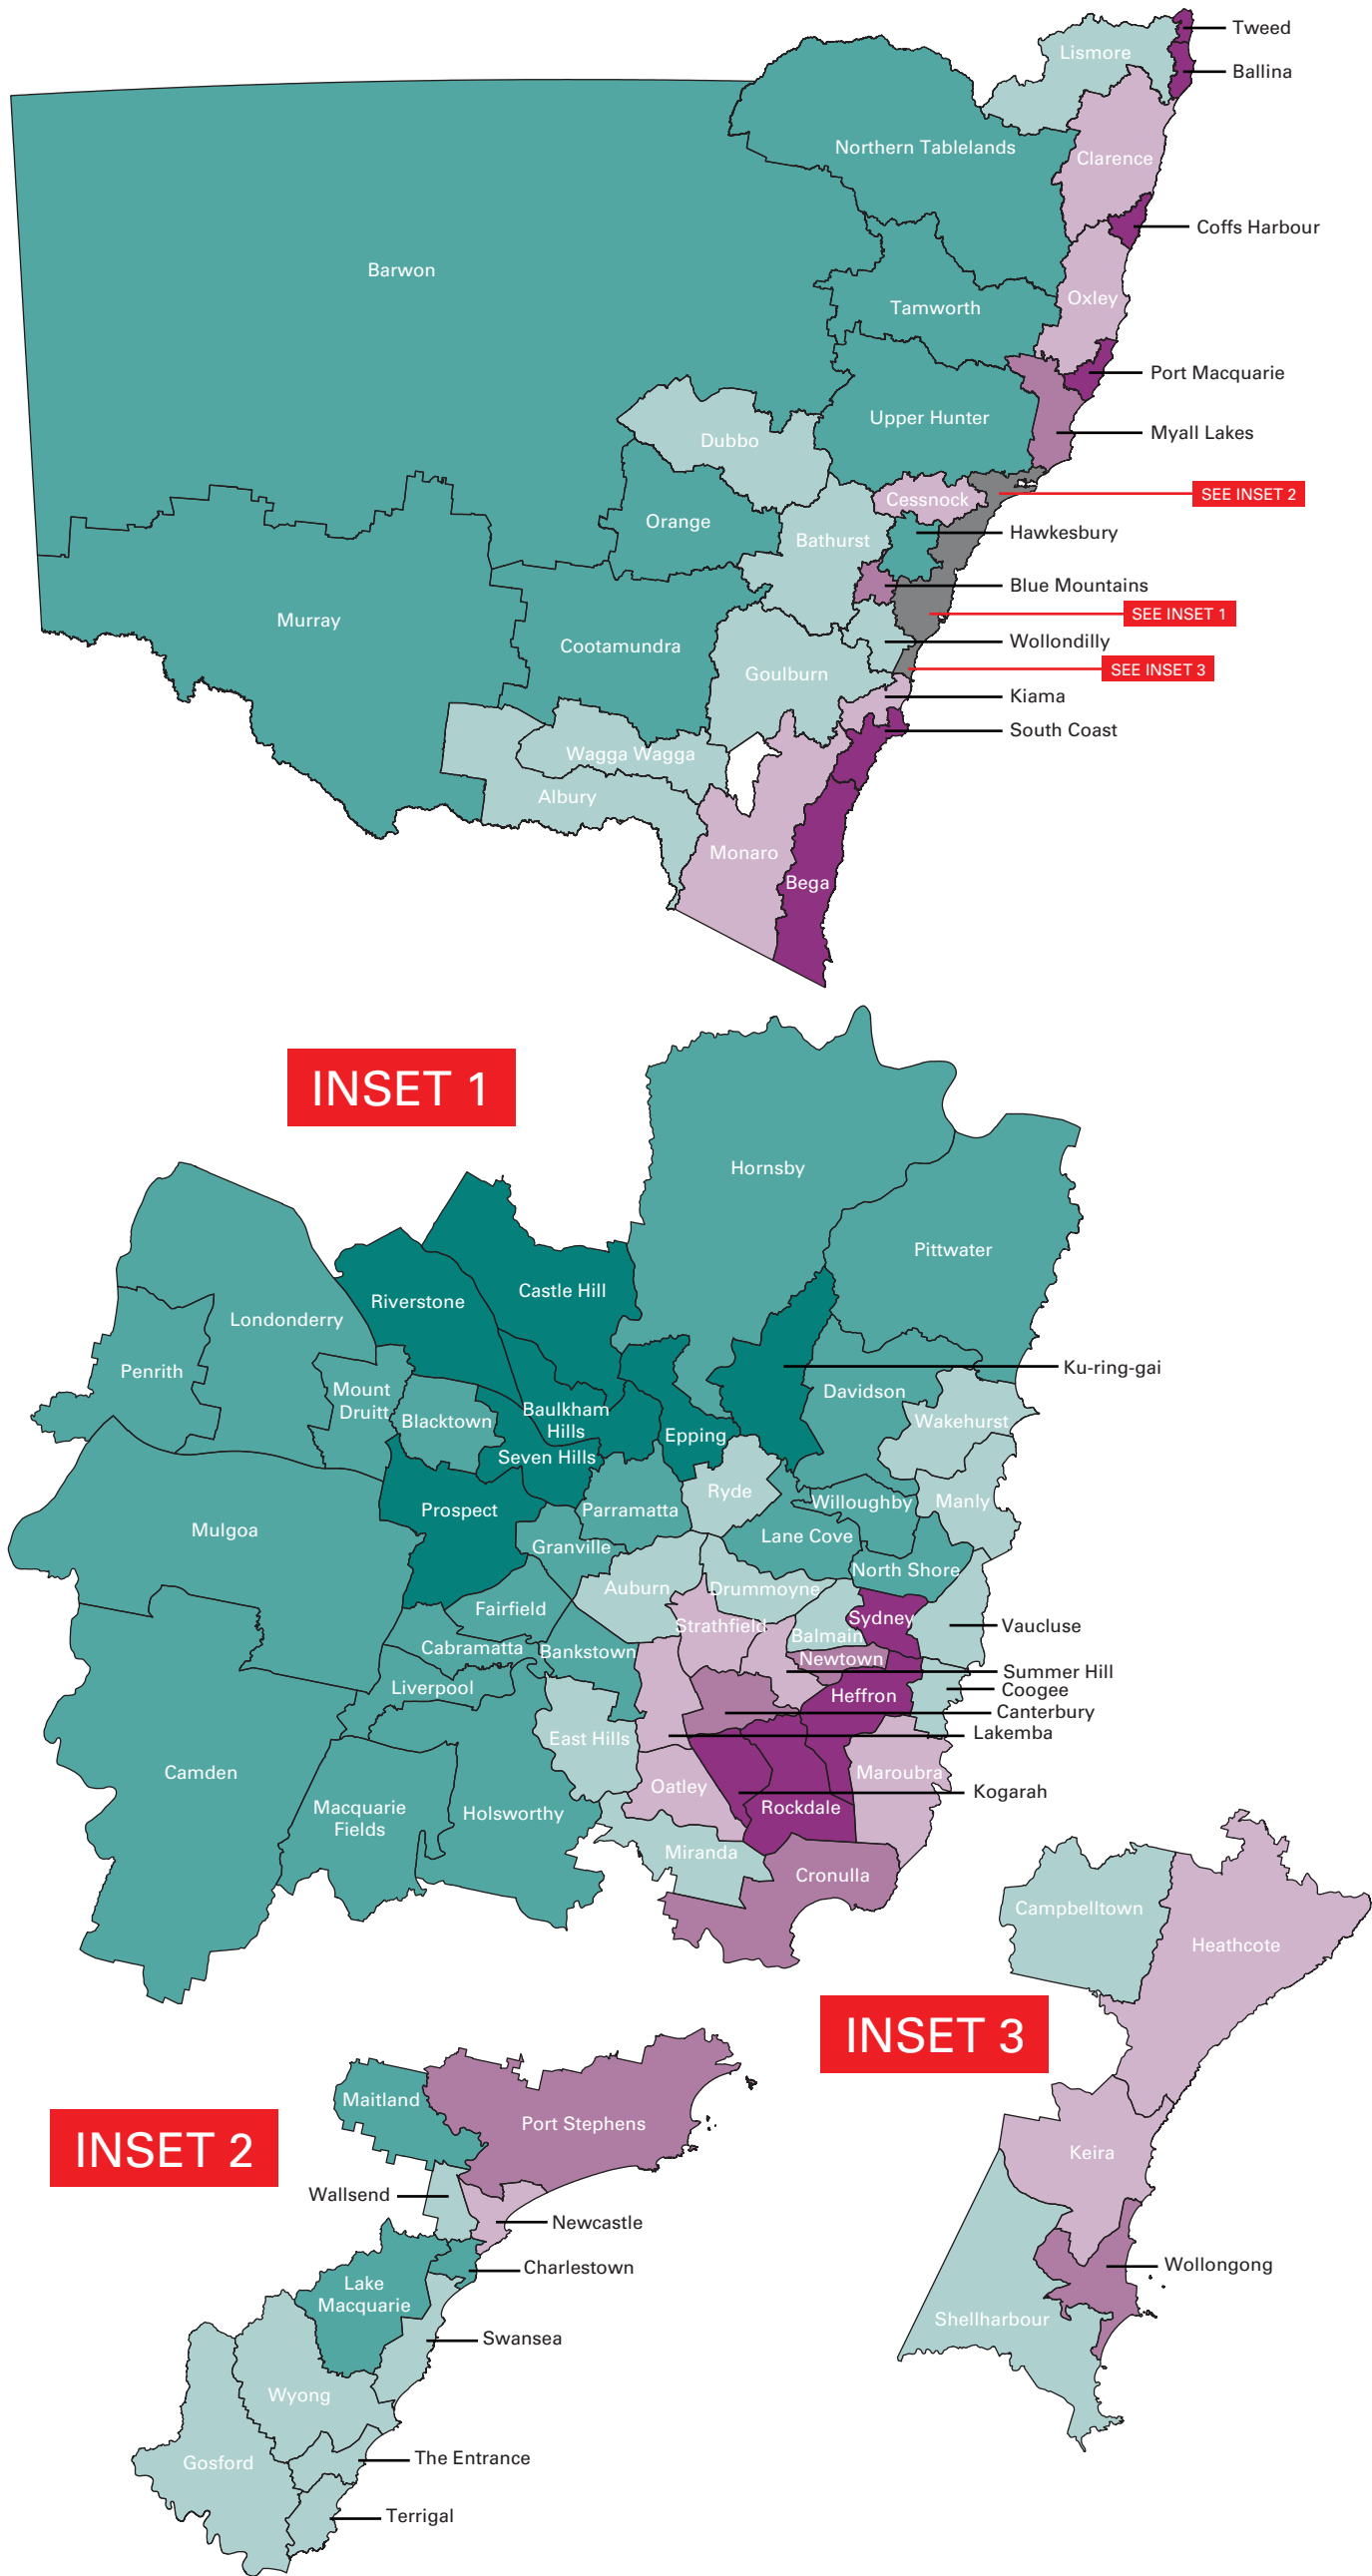 Tweed
Lismore
Ballina
Northern Tablelands
Clarence
Coffs Harbour
Barwon
Oxley
Tamworth
Port Macquarie
Upper Hunter
Myall Lakes
Dubbo
SEE INSET 2
Cessnock
Orange
Hawkesbury
Bathurst
Blue Mountains
SEE INSET 1
Murray
Wollondilly
Cootamundra
SEE INSET 3
Goulburn
Kiama
South Coast
Wagga Wagga
Albury
Monaro
Bega
INSET 1
Hornsby
Pittwater
Castle Hill
Riverstone
Londonderry
Ku-ring-gai
Penrith
Mount
Druitt
Davidson
Blacktown
Baulkham
Hills
Wakehurst
Epping
Seven Hills
Ryde
Willoughby
Manly
Prospect
Parramatta
Mulgoa
Lane Cove
Granville
North Shore
Auburn
Drummoyne
Fairfield
Sydney
Strathfield
Vaucluse
Balmain
Cabramatta
Bankstown
Newtown
Summer Hill
Liverpool
Coogee
Heffron
Canterbury
Lakemba
East Hills
Camden
Maroubra
Oatley
Kogarah
Macquarie
Fields
Holsworthy
Rockdale
Miranda
Cronulla
Campbelltown
Heathcote
INSET 3
Maitland
Port Stephens
INSET 2
Keira
Wallsend
Newcastle
Charlestown
Wollongong
Lake
Macquarie
Shellharbour
Swansea
Wyong
The Entrance
Gosford
Terrigal